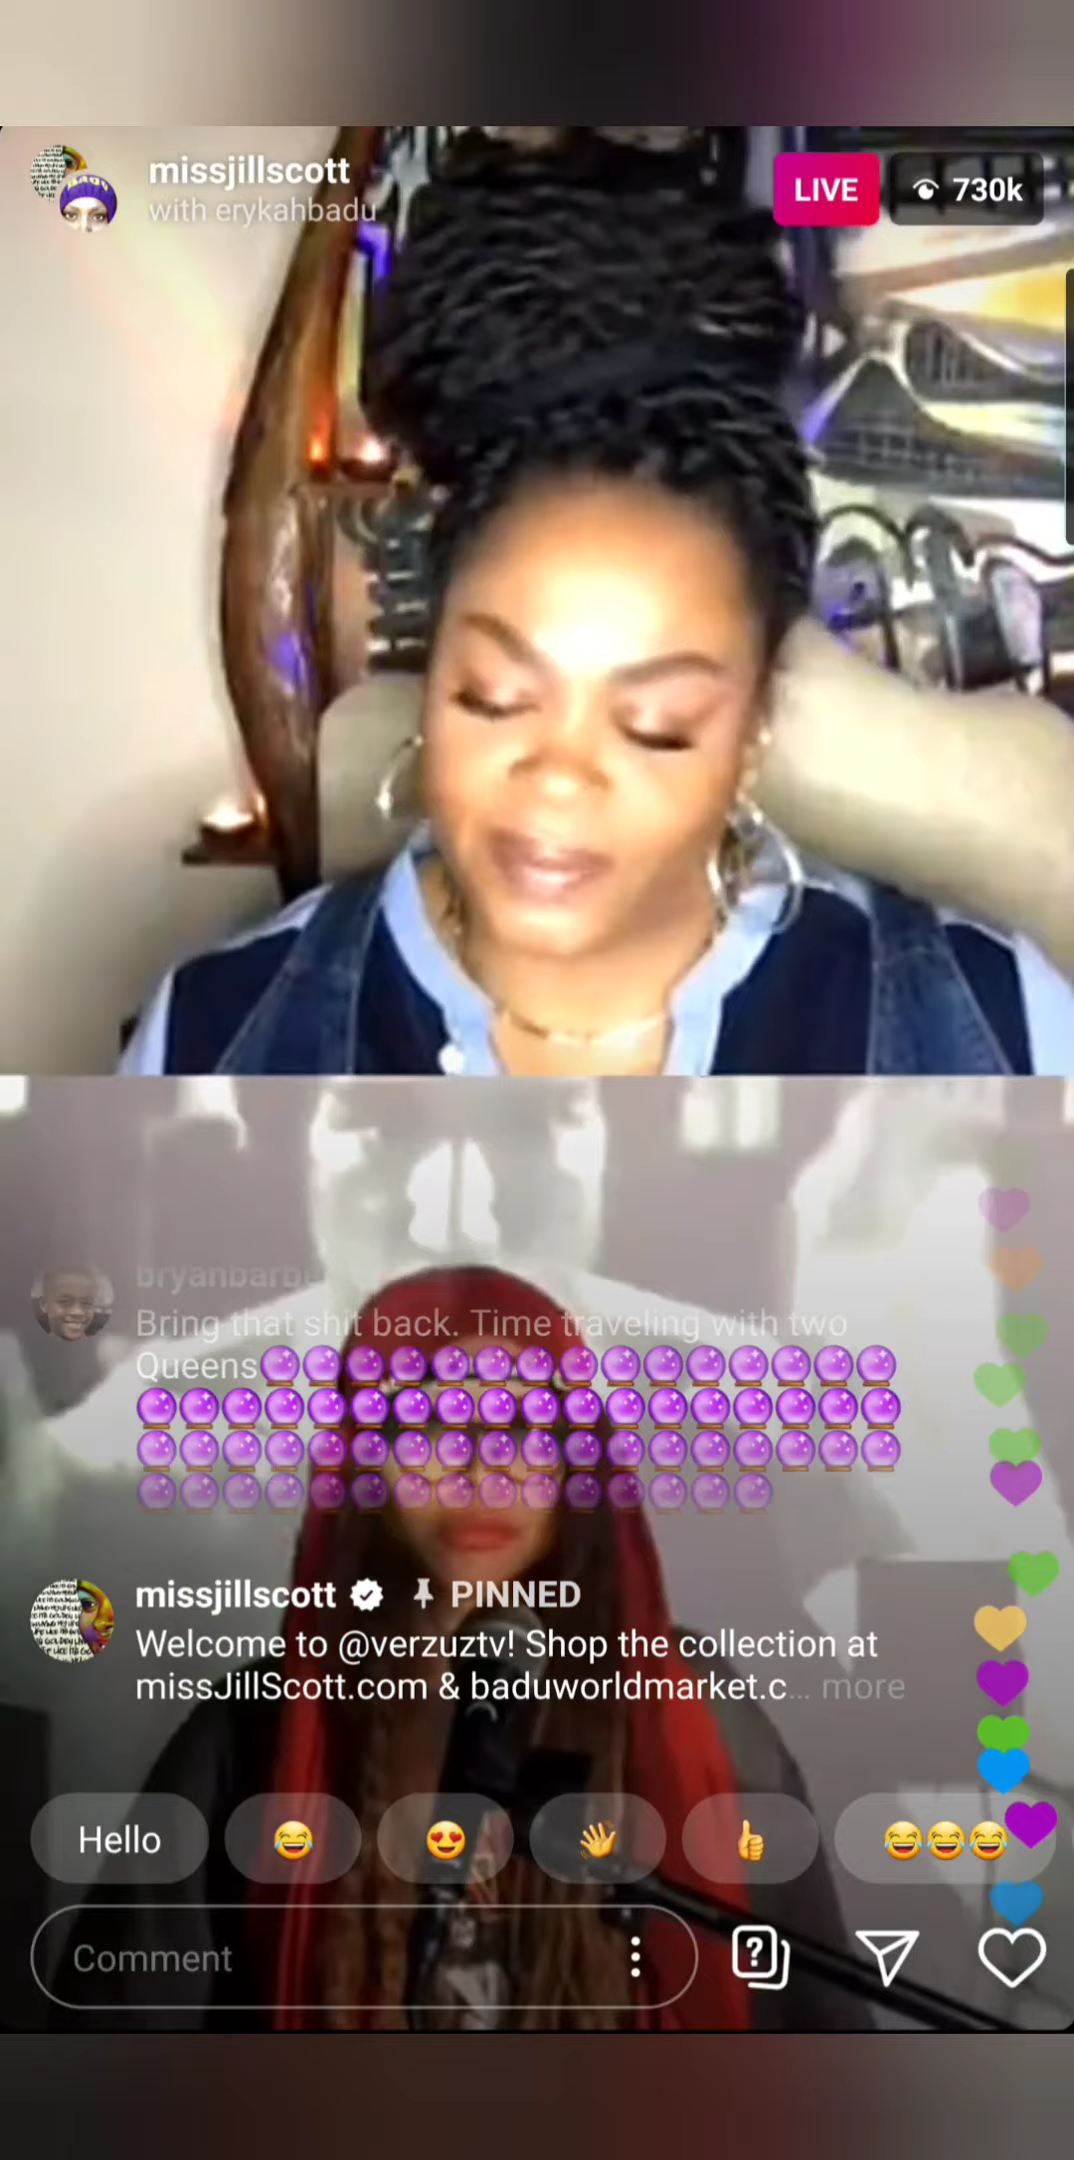 missjillscott
with erykahbadu
LIVE
730k
Bring that shit back. Time traveling with two
Queens🔮🔮🔮🔮🔮🔮🔮🔮🔮🔮🔮🔮🔮🔮🔮
🔮🔮🔮🔮🔮🔮🔮🔮🔮🔮🔮🔮🔮🔮🔮🔮🔮🔮
🔮🔮🔮🔮🔮🔮🔮🔮🔮🔮🔮🔮🔮🔮🔮🔮🔮🔮
🔮🔮🔮🔮🔮🔮🔮🔮🔮🔮🔮🔮🔮🔮🔮
missjillscott PINNED
Welcome to @verzuztv! Shop the collection at
missJillScott.com & baduworldmarket.c... more
Hello 😂 😍 👋 👍 😂😂😂
Comment